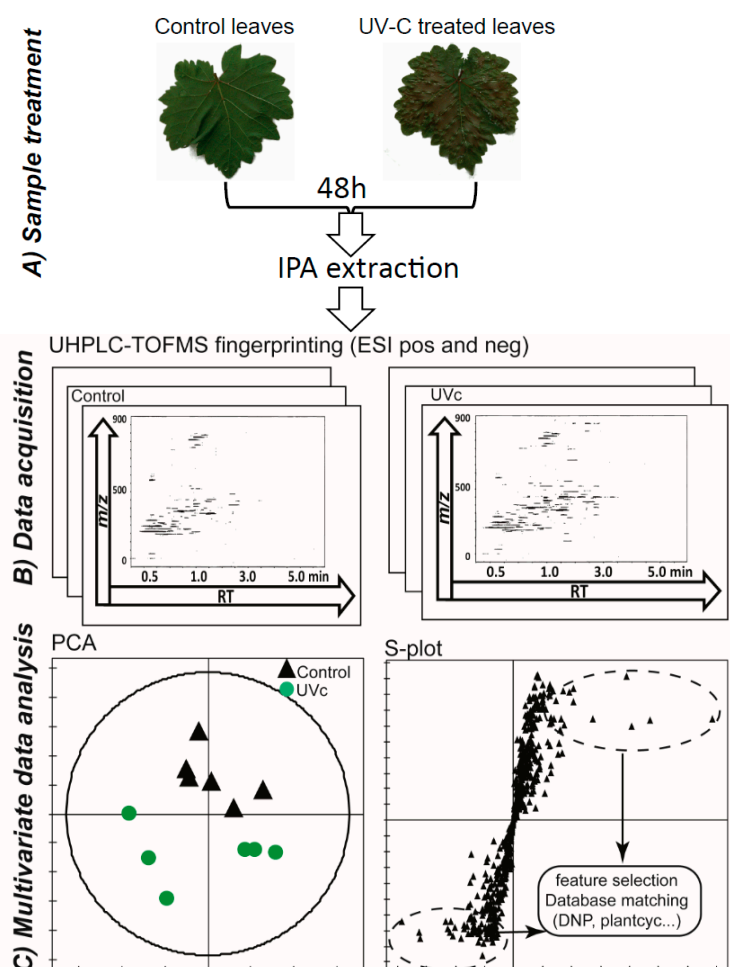 Control leaves
UV-C treated leaves
A) Sample treatment
48h
IPA extraction
UHPLC-TOFMS fingerprinting (ESI pos and neg)
B) Data acquisition
Control
900
500
0
m/z
0.5 1.0 3.0 5.0 min
RT
UVc
900
500
0
m/z
0.5 1.0 3.0 5.0 min
RT
C) Multivariate data analysis
PCA
Control
UVc
S-plot
feature selection
Database matching
(DNP, plantcyc...)